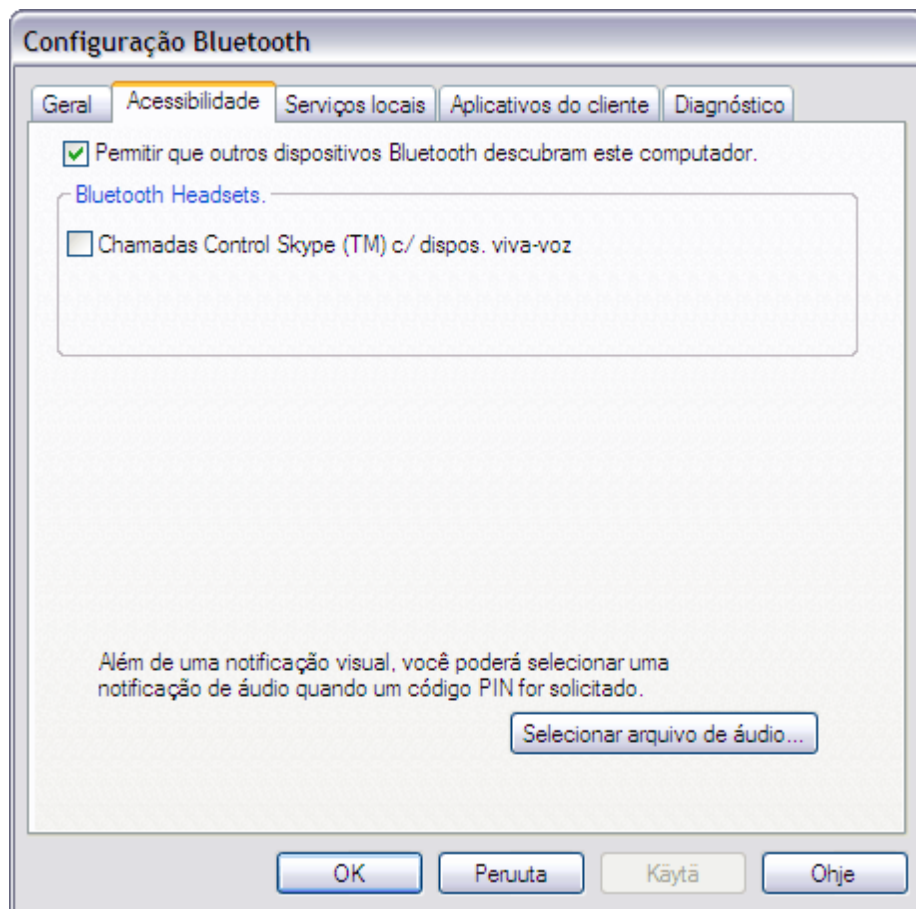 Configuração Bluetooth
Geral Acessibilidade Serviços locais Aplicativos do cliente Diagnóstico
Permitir que outros dispositivos Bluetooth descubram este computador.
Bluetooth Headsets.
Chamadas Control Skype (TM) c/ dispos. viva-voz
Além de uma notificação visual, você poderá selecionar uma
notificação de áudio quando um código PIN for solicitado.
Selecionar arquivo de áudio...
OK Peruuta Käytä Ohje